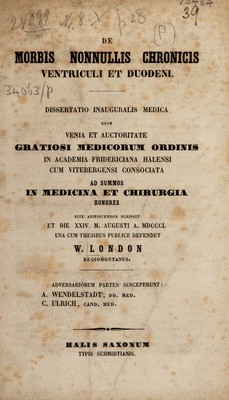 39
34063/P
DE
MORBIS NONNULLIS CHRONICIS
VENTRICULI ET DUODENI.
DISSERTATIO INAUGURALIS MEDICA
QUAM
VENIA ET AUCTORITATE
GRATIOSI MEDICORUM ORDINIS
IN ACADEMIA FRIDERICIANA HALENSI
CUM VITEBERGENSI CONSOCIATA
AD SUMMOS
IN MEDICINA ET CHIRURGIA
HONORES
RITE ADIPISCENDOS SCRIPSIT
ET DIE XXIV. M. AUGUSTI A. MDCCCL
UNA CUM THESIBUS PUBLICE DEFENDET
W. LONDON
REGIOMONTANUS.
ADVERSARIORUM PARTES SUSCEPERUNT:
A. WENDELSTADT, DD. MED.
C. ULRICH, CAND. MED.
HALIS SAXONUM
TYPIS SCHMIDTIANIS.